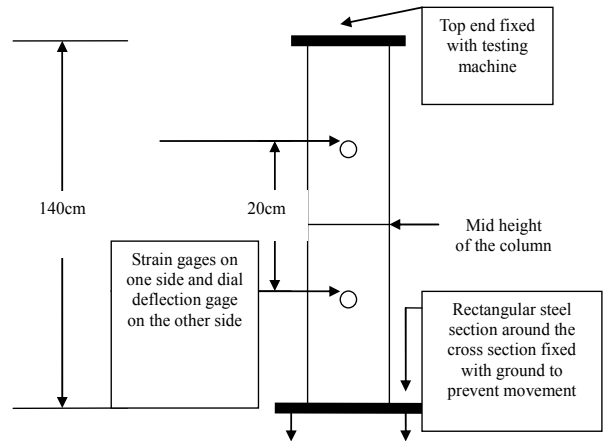 Top end fixed
with testing
machine
140cm
20cm
Mid height
of the column
Strain gages on
one side and dial
deflection gage
on the other side
Rectangular steel
section around the
cross section fixed
with ground to
prevent movement